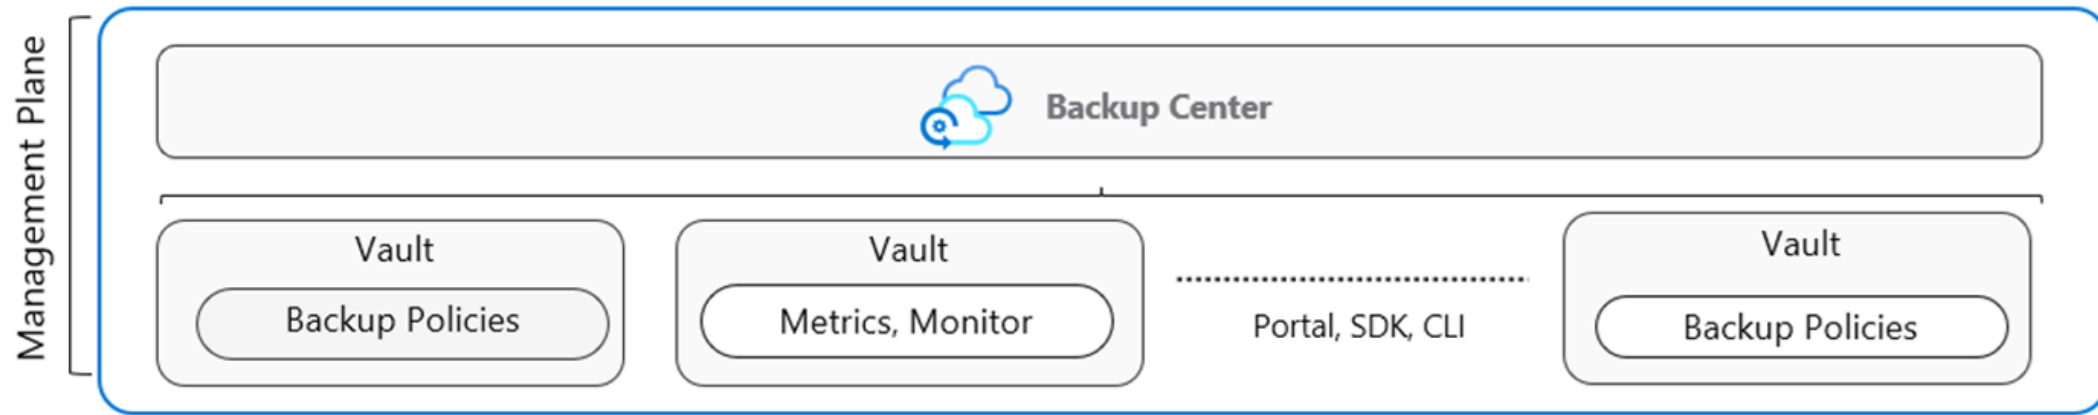 Management Plane
Backup Center
Vault
Backup Policies
Vault
Metrics, Monitor
Portal, SDK, CLI
Vault
Backup Policies